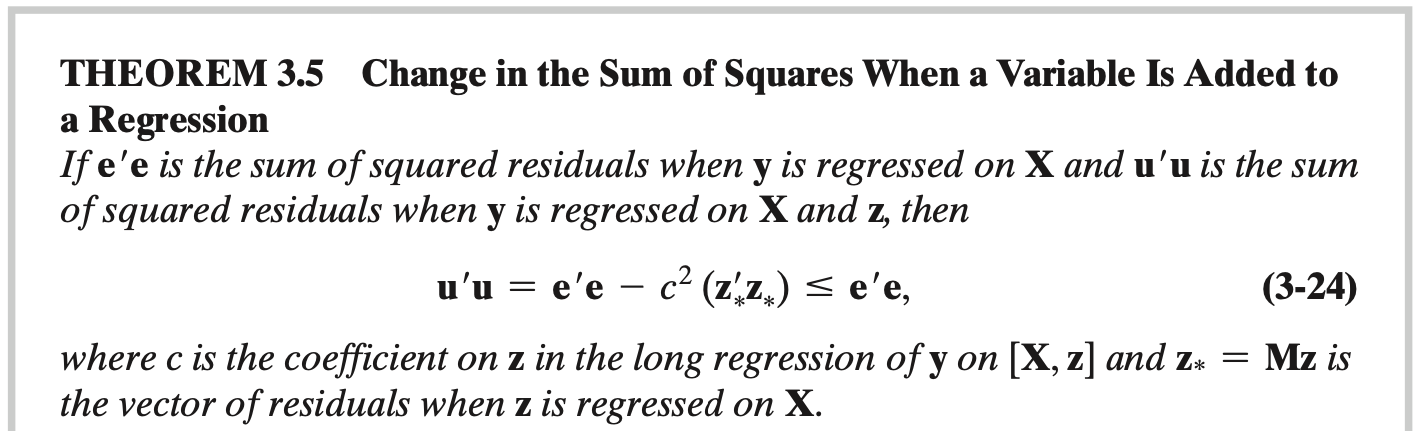 THEOREM 3.5 Change in the Sum of Squares When a Variable Is Added to
a Regression
If e′e is the sum of squared residuals when y is regressed on X and u′u is the sum
of squared residuals when y is regressed on X and z, then
u′u = e′e − c² (z′*z*) ≤ e′e, (3-24)
where c is the coefficient on z in the long regression of y on [X, z] and z* = Mz is
the vector of residuals when z is regressed on X.